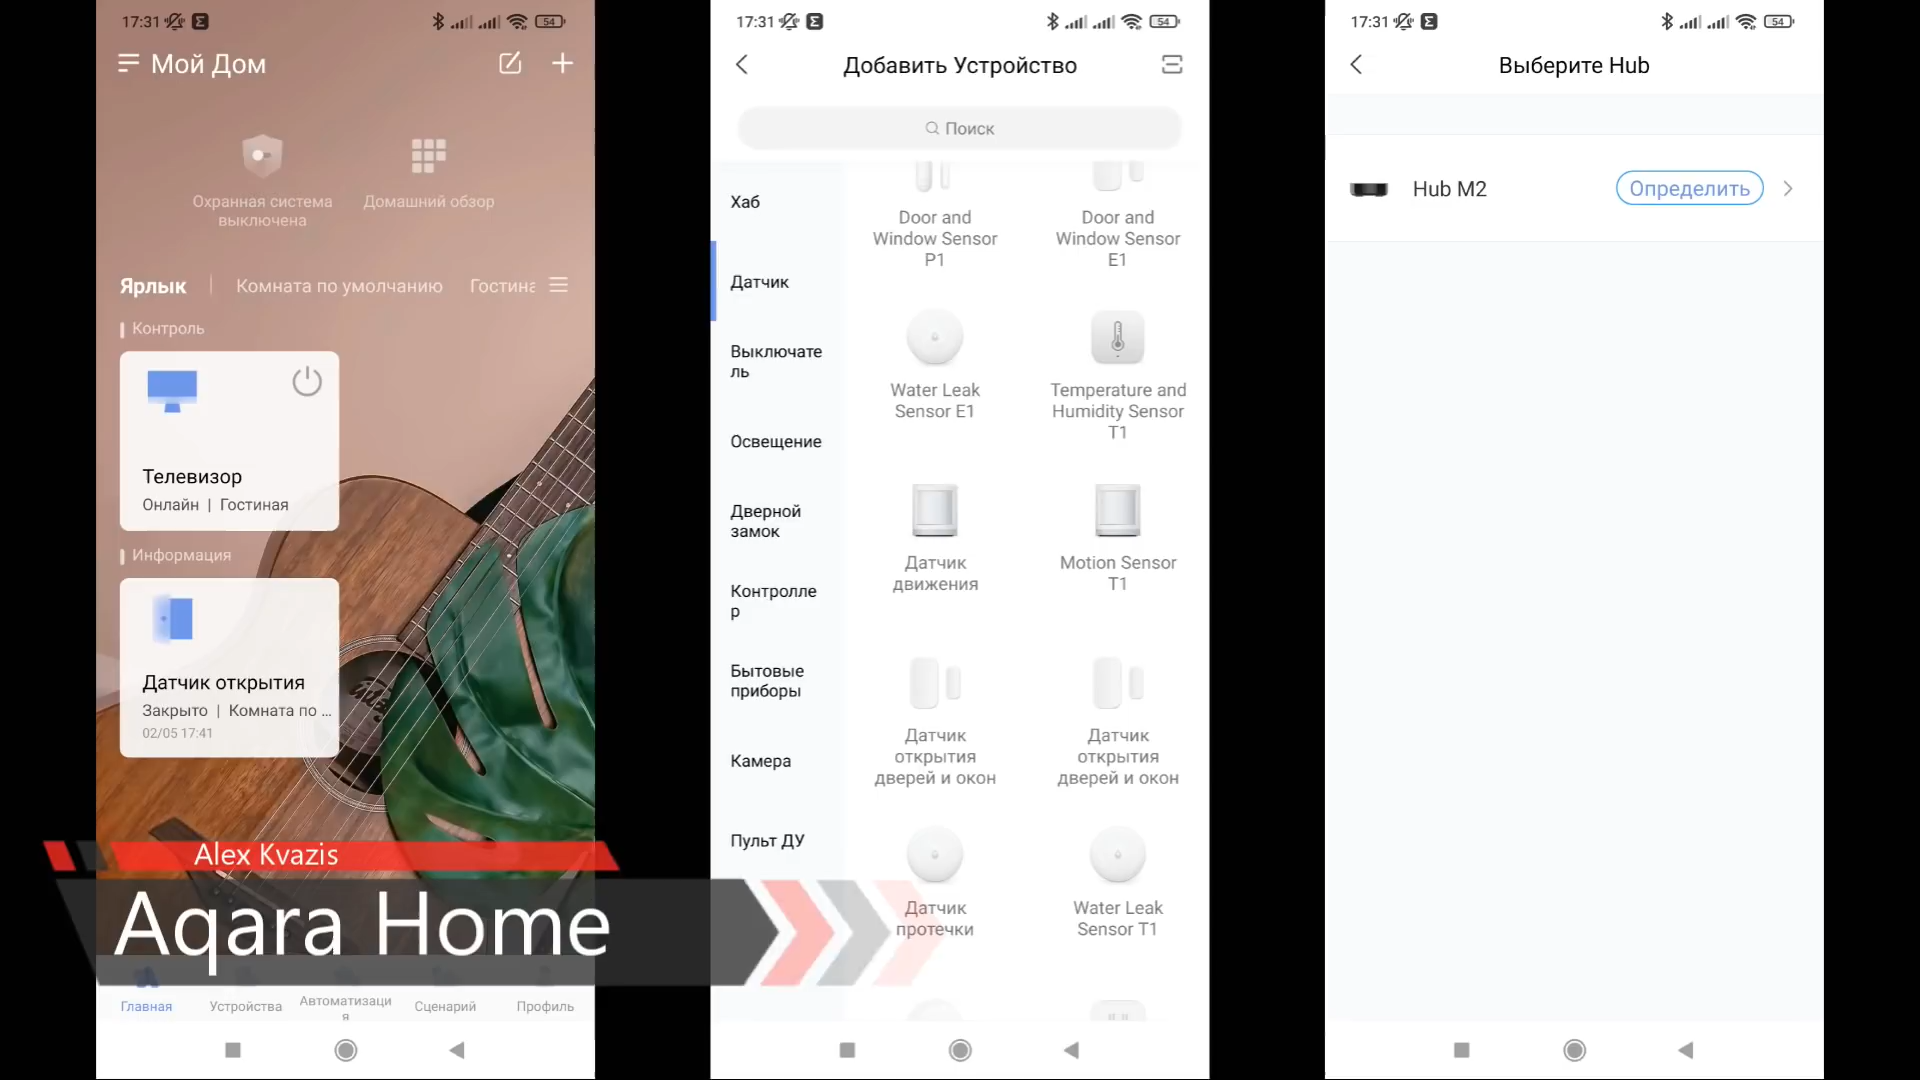 17:31
54
Мой Дом
Охранная система
выключена
Домашний обзор
Ярлык
Комната по умолчанию
Гостина
Контроль
Телевизор
Онлайн | Гостиная
Информация
Датчик открытия
Закрыто | Комната по ...
02/05 17:41
Alex Kvazis
Aqara Home
Главная
Устройства
Автоматизаци
я
Сценарий
Профиль
17:31
54
Добавить Устройство
Поиск
Хаб
Датчик
Выключате
ль
Освещение
Дверной
замок
Контролле
р
Бытовые
приборы
Камера
Пульт ДУ
Door and
Window Sensor
P1
Door and
Window Sensor
E1
Water Leak
Sensor E1
Temperature and
Humidity Sensor
T1
Датчик
движения
Motion Sensor
T1
Датчик
открытия
дверей и окон
Датчик
открытия
дверей и окон
Датчик
протечки
Water Leak
Sensor T1
17:31
54
Выберите Hub
Hub M2
Определить